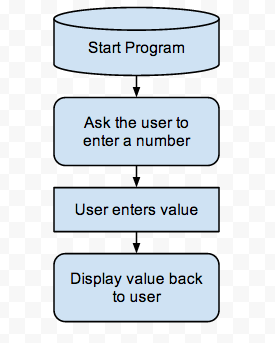 Start Program
Ask the user to
enter a number
User enters value
Display value back
to user